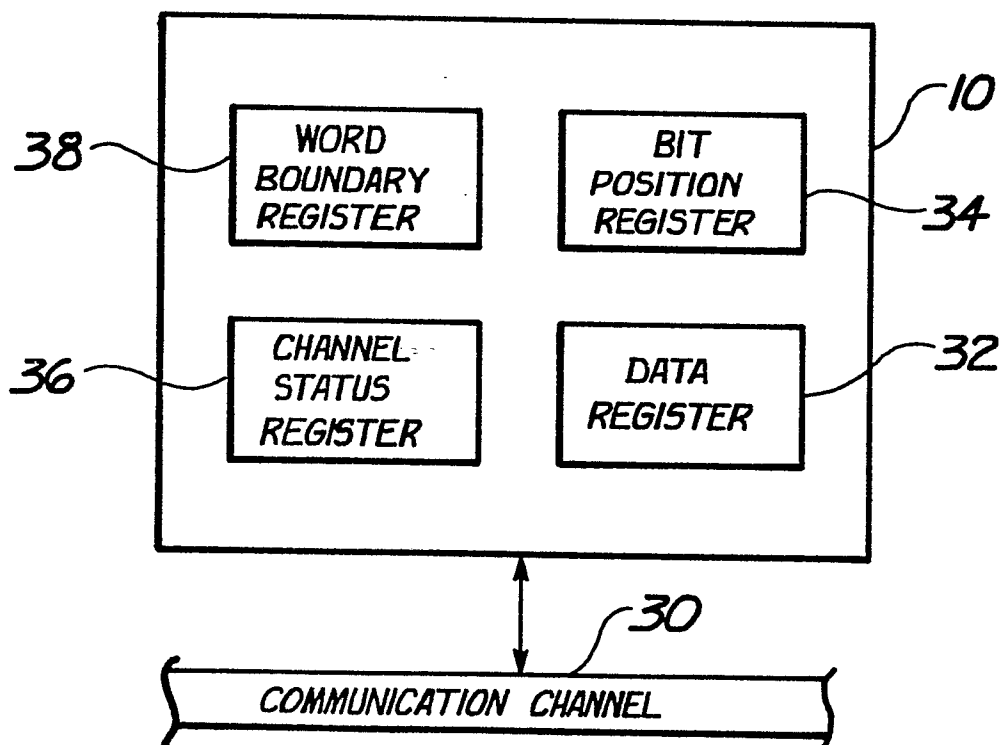 10
38
WORD
BOUNDARY
REGISTER
BIT
POSITION
REGISTER
34
36
CHANNEL
STATUS
REGISTER
DATA
REGISTER
32
30
COMMUNICATION CHANNEL